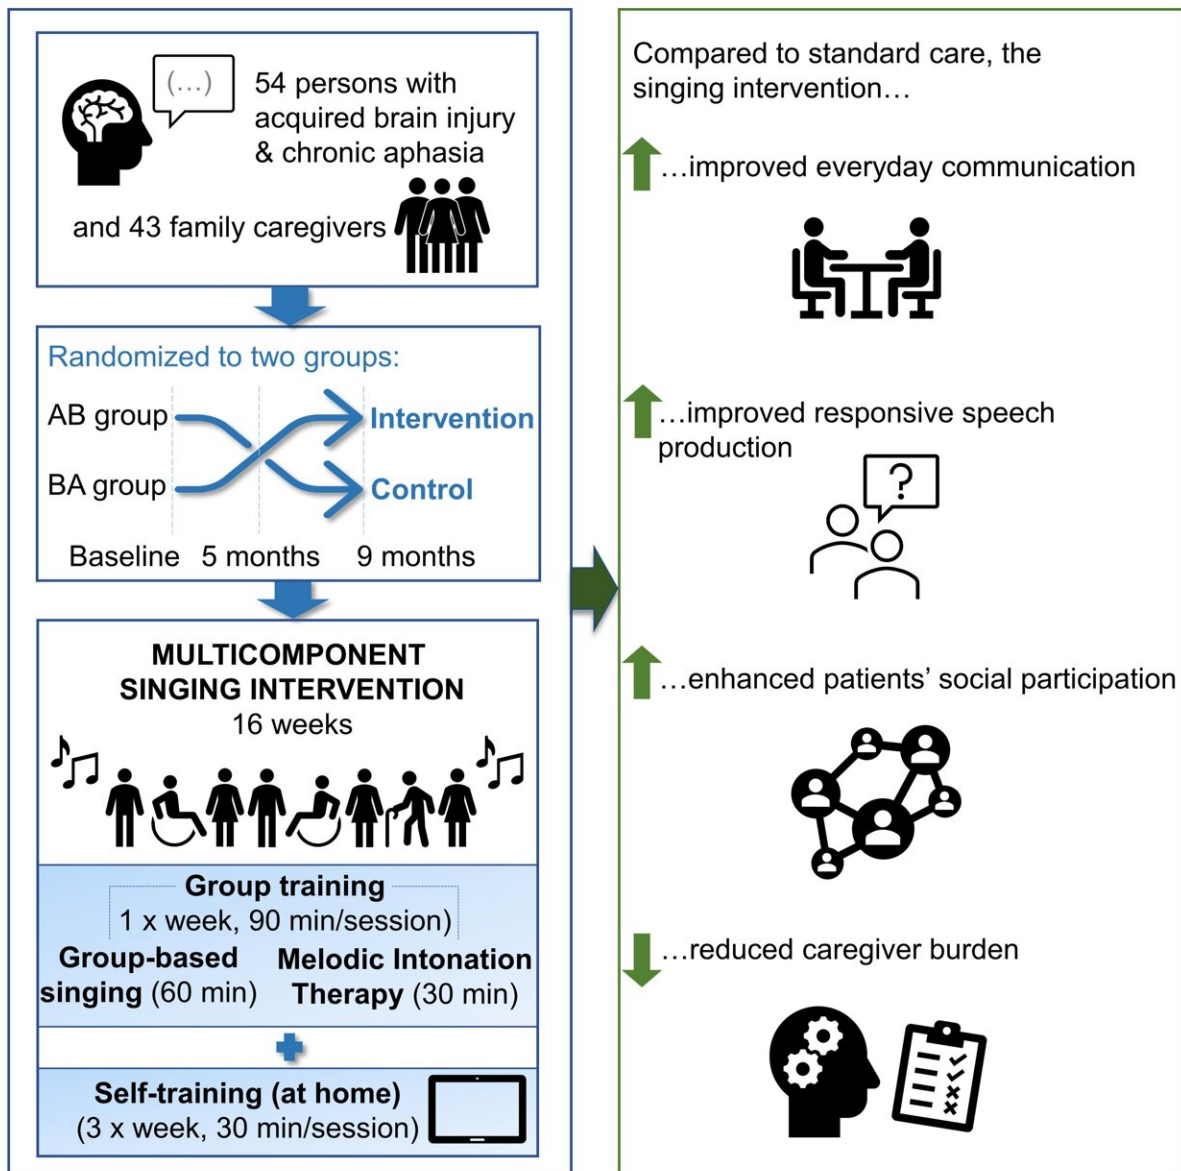 (...)
54 persons with
acquired brain injury
& chronic aphasia
and 43 family caregivers
Randomized to two groups:
AB group
Intervention
BA group
Control
Baseline 5 months 9 months
MULTICOMPONENT
SINGING INTERVENTION
16 weeks
Group training
1 x week, 90 min/session)
Group-based
singing (60 min)
Melodic Intonation
Therapy (30 min)
Self-training (at home)
(3 x week, 30 min/session)
Compared to standard care, the
singing intervention…
…improved everyday communication
…improved responsive speech
production
?
…enhanced patients’ social participation
…reduced caregiver burden